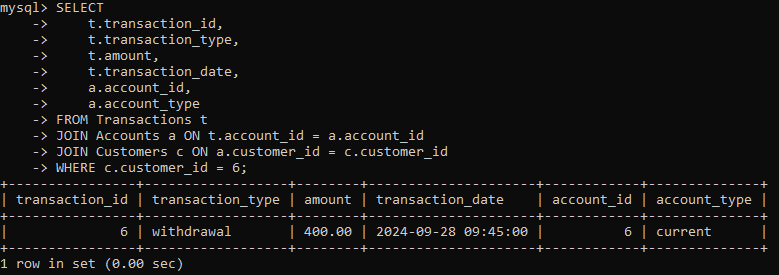 mysql> SELECT
    ->     t.transaction_id,
    ->     t.transaction_type,
    ->     t.amount,
    ->     t.transaction_date,
    ->     a.account_id,
    ->     a.account_type
    -> FROM Transactions t
    -> JOIN Accounts a ON t.account_id = a.account_id
    -> JOIN Customers c ON a.customer_id = c.customer_id
    -> WHERE c.customer_id = 6;
+----------------+------------------+--------+---------------------+------------+--------------+
| transaction_id | transaction_type | amount | transaction_date    | account_id | account_type |
+----------------+------------------+--------+---------------------+------------+--------------+
|              6 | withdrawal       | 400.00 | 2024-09-28 09:45:00 |          6 | current      |
+----------------+------------------+--------+---------------------+------------+--------------+
1 row in set (0.00 sec)